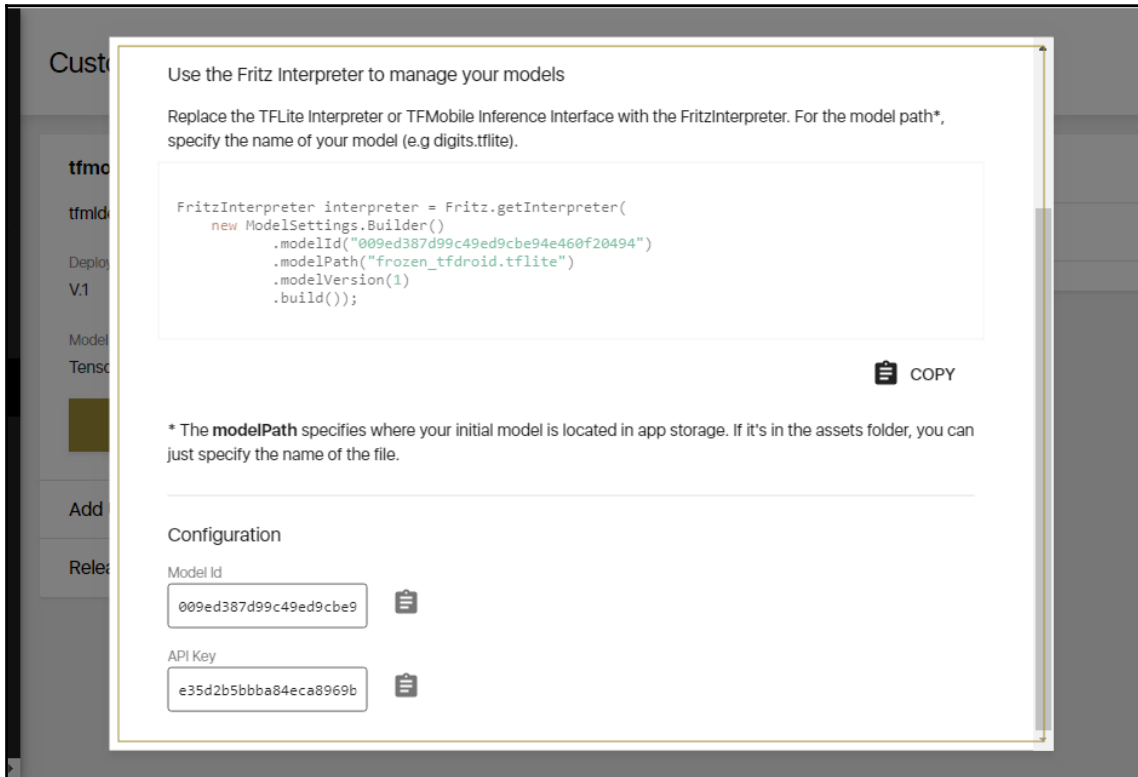 Custo
Use the Fritz Interpreter to manage your models
Replace the TFLite Interpreter or TFMobile Inference Interface with the FritzInterpreter. For the model path*,
specify the name of your model (e.g digits.tflite).
tfmo
tfmld
FritzInterpreter interpreter = Fritz.getInterpreter(
new ModelSettings.Builder()
.modelId("009ed387d99c49ed9cbe94e460f20494")
.modelPath("frozen_tfdroid.tflite")
.modelVersion(1)
.build());
Deploy
V.1
Model
Tenso
COPY
* The modelPath specifies where your initial model is located in app storage. If it's in the assets folder, you can
just specify the name of the file.
Add
Configuration
Relea
Model Id
009ed387d99c49ed9cbe9
API Key
e35d2b5bbba84eca8969b